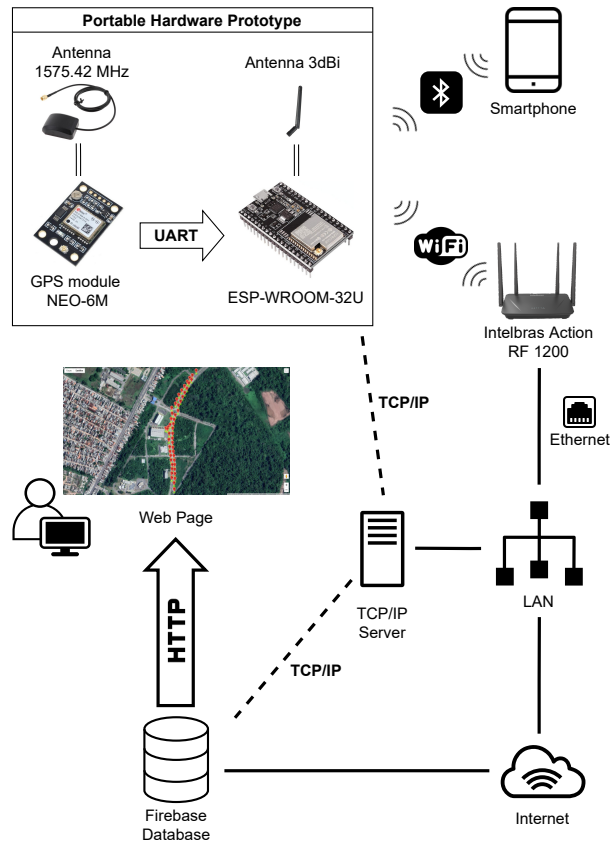 Portable Hardware Prototype
Antenna
1575.42 MHz
Antenna 3dBi
Smartphone
UART
WiFi
GPS module
NEO-6M
ESP-WROOM-32U
Intelbras Action
RF 1200
TCP/IP
Ethernet
Web Page
HTTP
TCP/IP
Server
LAN
TCP/IP
Firebase
Database
Internet